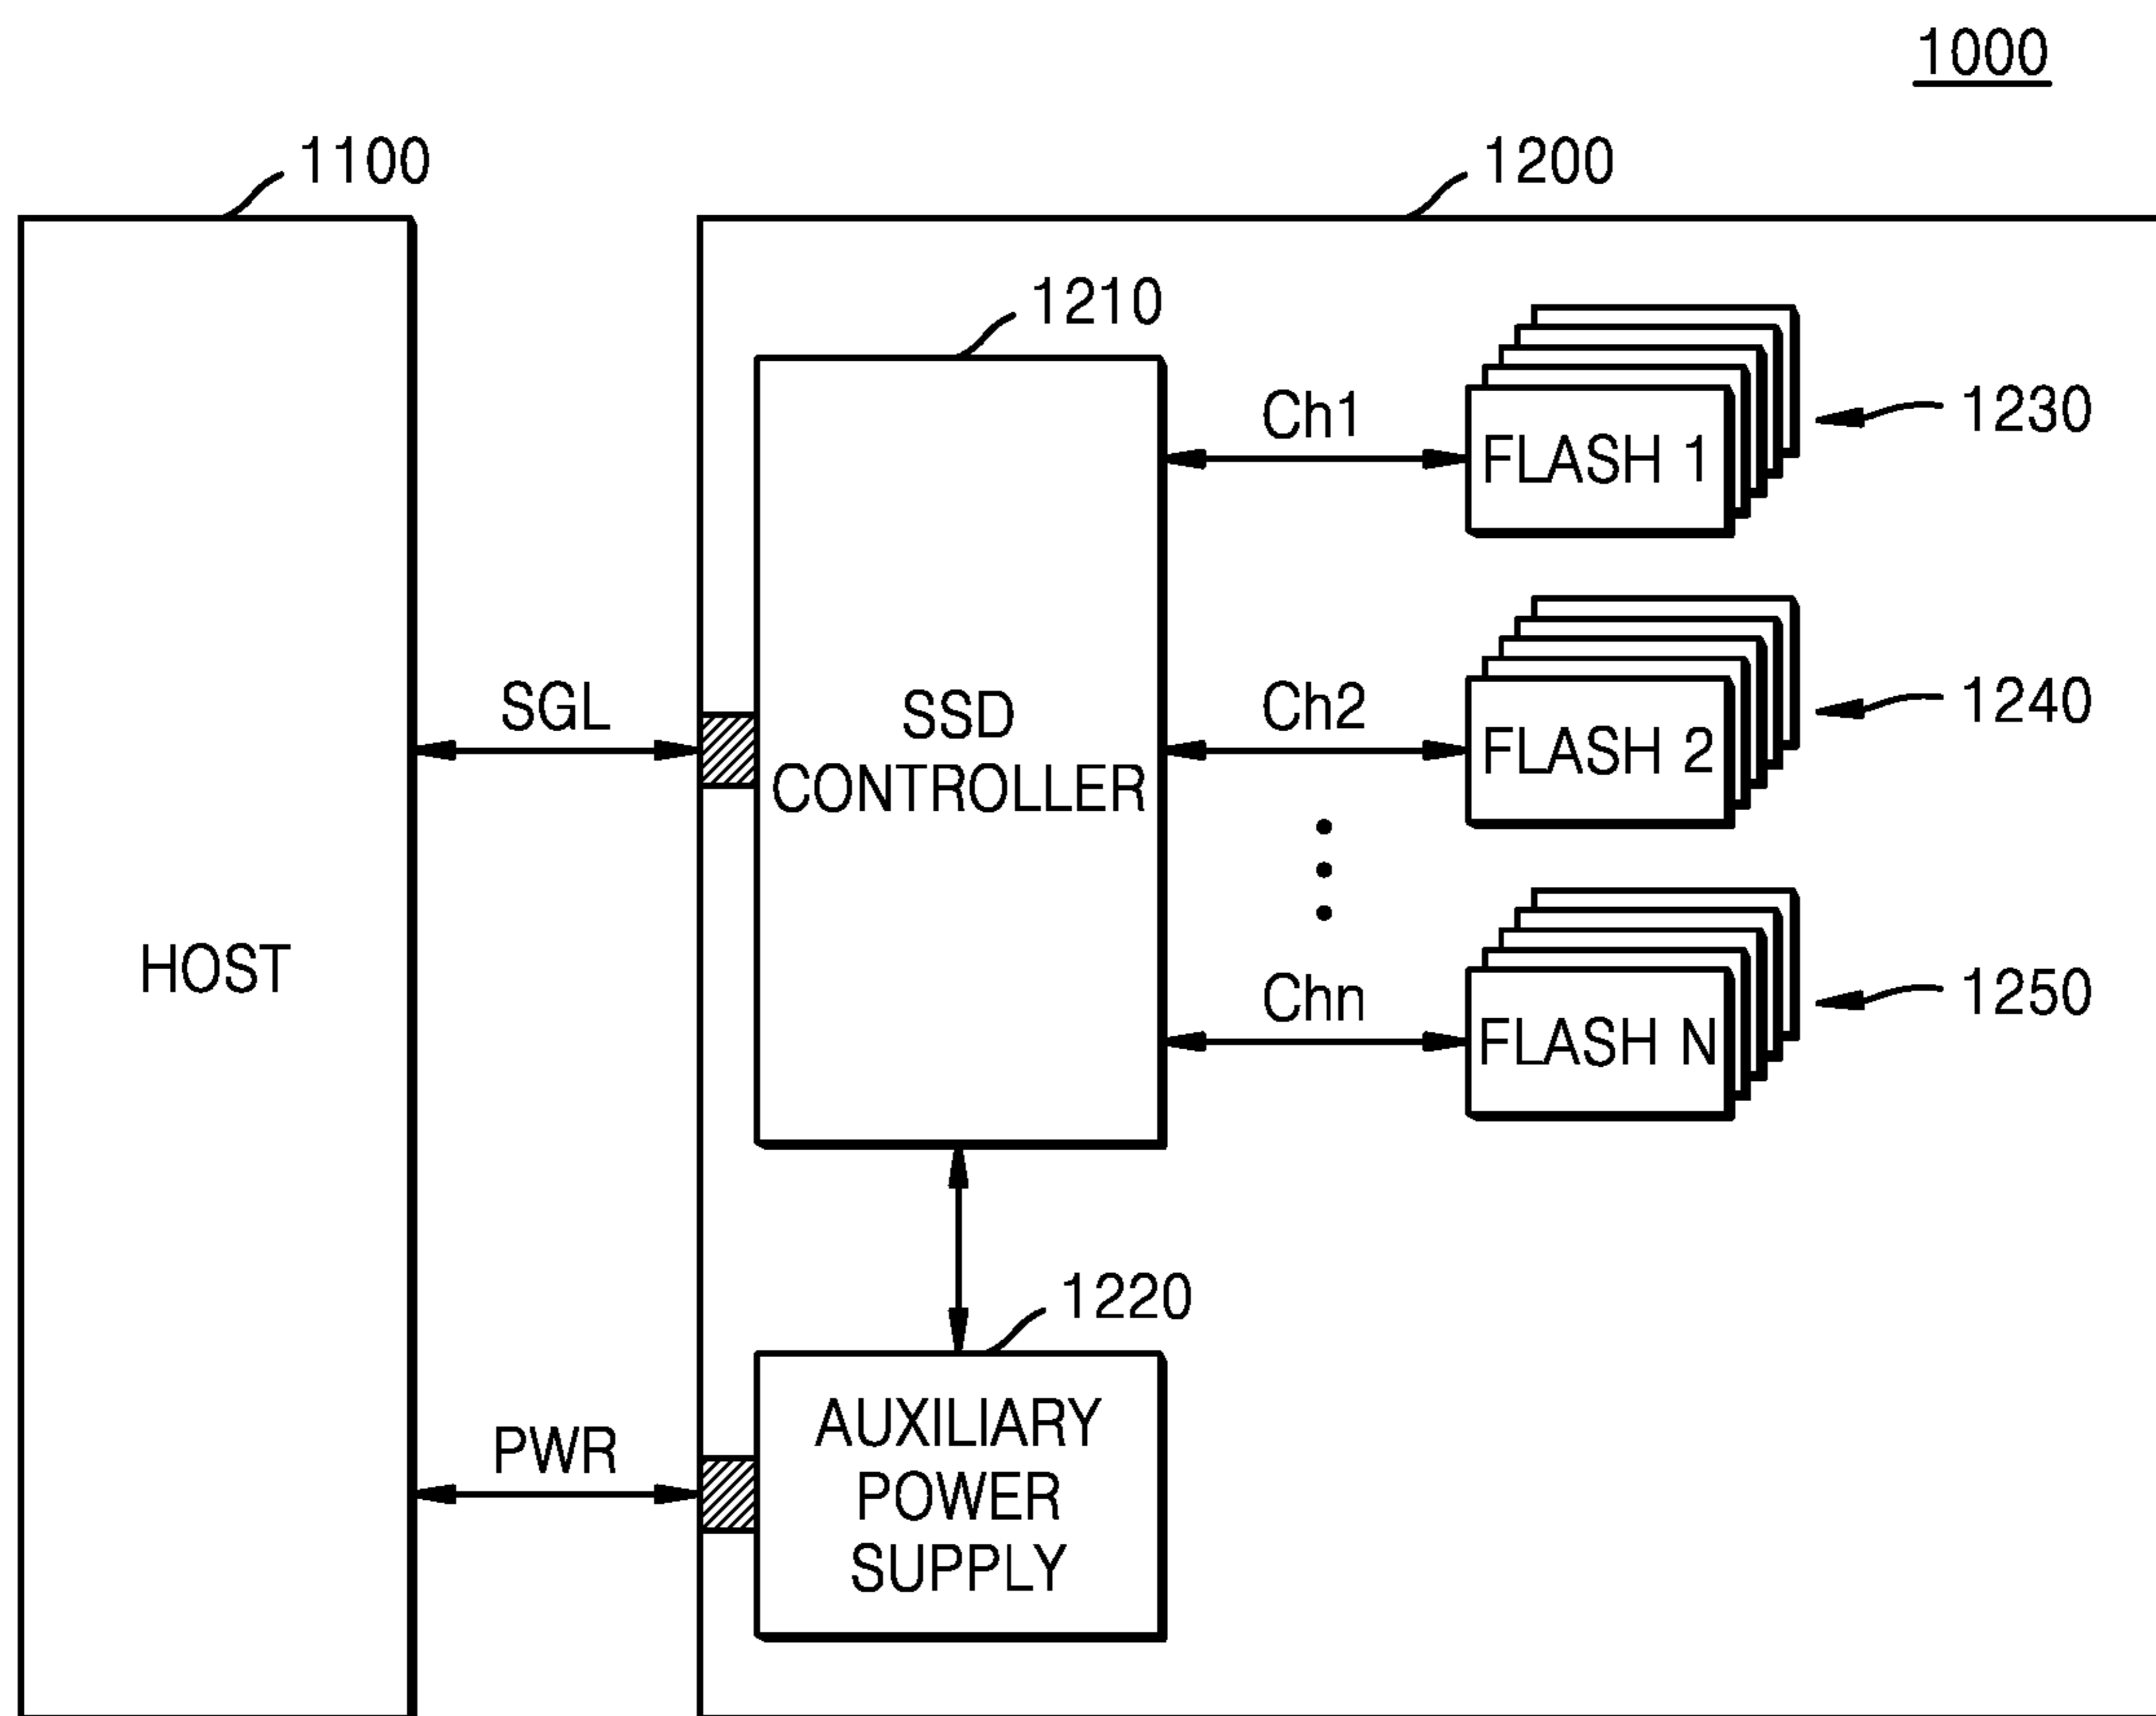 1000
1100
1200
1210
Ch1
FLASH 1
1230
SGL
SSD
CONTROLLER
Ch2
FLASH 2
1240
HOST
Chn
FLASH N
1250
1220
PWR
AUXILIARY
POWER
SUPPLY